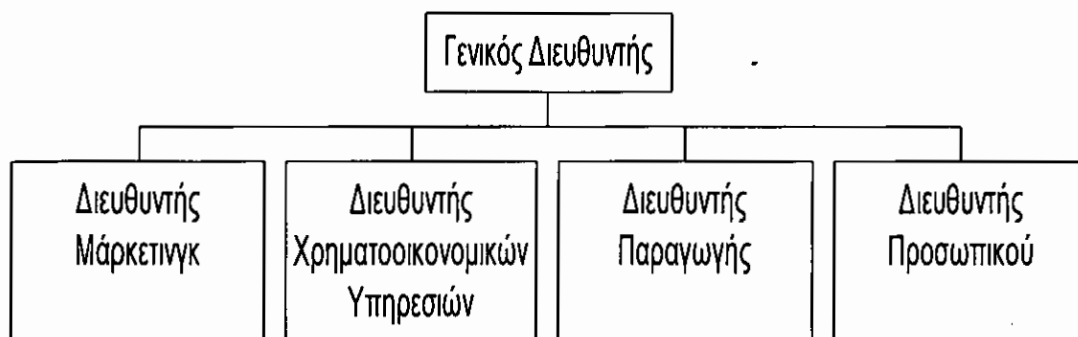 Γενικός Διευθυντής
Διευθυντής
Μάρκετινγκ
Διευθυντής
Χρηματοοικονομικών
Υπηρεσιών
Διευθυντής
Παραγωγής
Διευθυντής
Προσωπικού